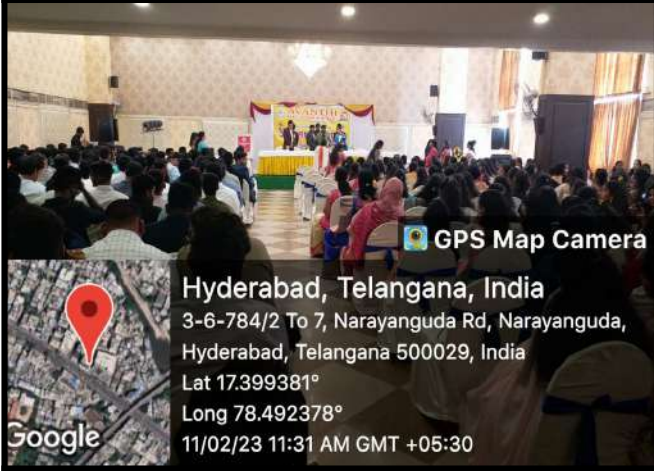 AVANTHI
GPS Map Camera
Hyderabad, Telangana, India
3-6-784/2 To 7, Narayanguda Rd, Narayanguda,
Hyderabad, Telangana 500029, India
Lat 17.399381°
Long 78.492378°
11/02/23 11:31 AM GMT +05:30
Google